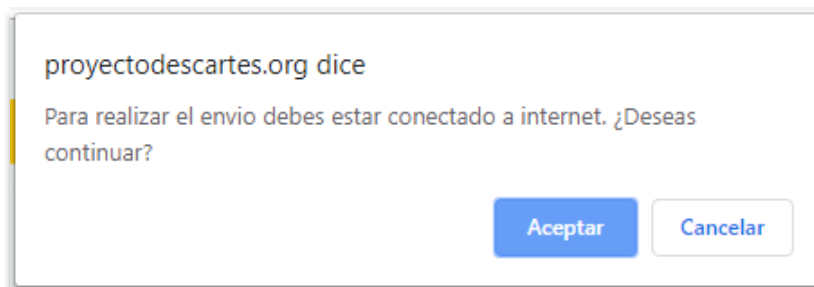 proyectodescartes.org dice
Para realizar el envio debes estar conectado a internet. ¿Deseas
continuar?
Aceptar
Cancelar